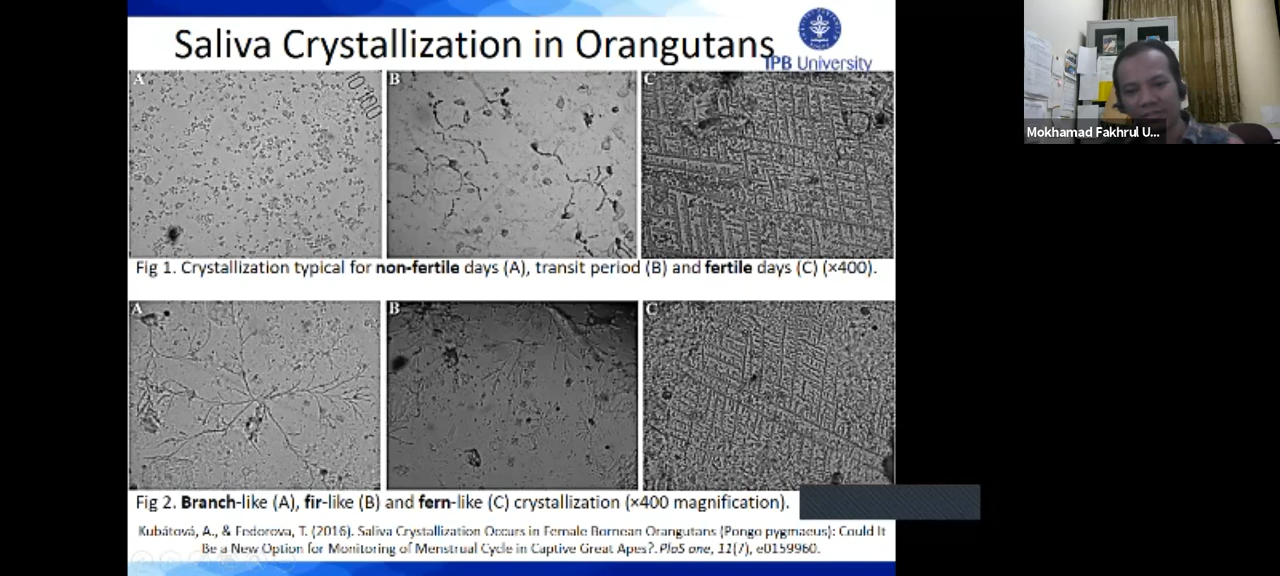 Saliva Crystallization in Orangutans
IPB University
A
B
C
Fig 1. Crystallization typical for non-fertile days (A), transit period (B) and fertile days (C) (×400).
A
B
C
Fig 2. Branch-like (A), fir-like (B) and fern-like (C) crystallization (×400 magnification).
Kubátová, A., & Fedorova, T. (2016). Saliva Crystallization Occurs in Female Bornean Orangutans (Pongo pygmaeus): Could It
Be a New Option for Monitoring of Menstrual Cycle in Captive Great Apes?. PloS one, 11(7), e0159960.
Mokhamad Fakhrul U...